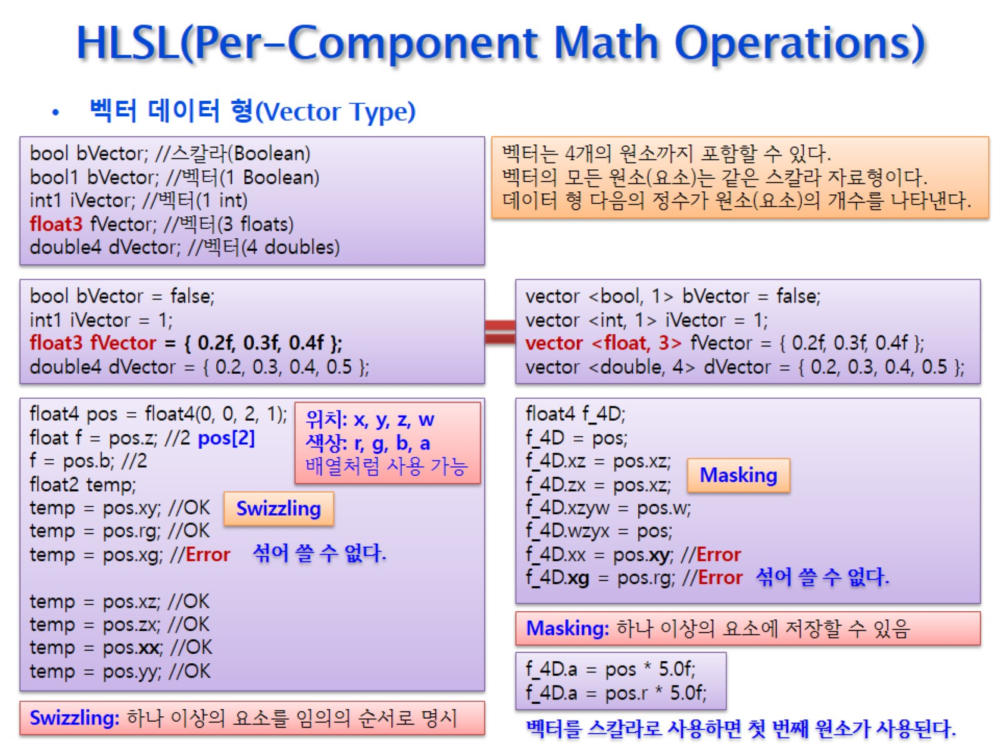 HLSL(Per-Component Math Operations)
• 벡터 데이터 형(Vector Type)
bool bVector; //스칼라(Boolean)
bool1 bVector; //벡터(1 Boolean)
int1 iVector; //벡터(1 int)
float3 fVector; //벡터(3 floats)
double4 dVector; //벡터(4 doubles)
벡터는 4개의 원소까지 포함할 수 있다.
벡터의 모든 원소(요소)는 같은 스칼라 자료형이다.
데이터 형 다음의 정수가 원소(요소)의 개수를 나타낸다.
bool bVector = false;
int1 iVector = 1;
float3 fVector = { 0.2f, 0.3f, 0.4f };
double4 dVector = { 0.2, 0.3, 0.4, 0.5 };
vector <bool, 1> bVector = false;
vector <int, 1> iVector = 1;
vector <float, 3> fVector = { 0.2f, 0.3f, 0.4f };
vector <double, 4> dVector = { 0.2, 0.3, 0.4, 0.5 };
float4 pos = float4(0, 0, 2, 1);
float f = pos.z; //2 pos[2]
f = pos.b; //2
float2 temp;
temp = pos.xy; //OK
temp = pos.rg; //OK
temp = pos.xg; //Error 섞어 쓸 수 없다.
temp = pos.xz; //OK
temp = pos.zx; //OK
temp = pos.xx; //OK
temp = pos.yy; //OK
위치: x, y, z, w
색상: r, g, b, a
배열처럼 사용 가능
Swizzling
Swizzling: 하나 이상의 요소를 임의의 순서로 명시
float4 f_4D;
f_4D = pos;
f_4D.xz = pos.xz;
f_4D.zx = pos.xz;
f_4D.xzyw = pos.w;
f_4D.wzyx = pos;
f_4D.xx = pos.xy; //Error
f_4D.xg = pos.rg; //Error 섞어 쓸 수 없다.
Masking
Masking: 하나 이상의 요소에 저장할 수 있음
f_4D.a = pos * 5.0f;
f_4D.a = pos.r * 5.0f;
벡터를 스칼라로 사용하면 첫 번째 원소가 사용된다.